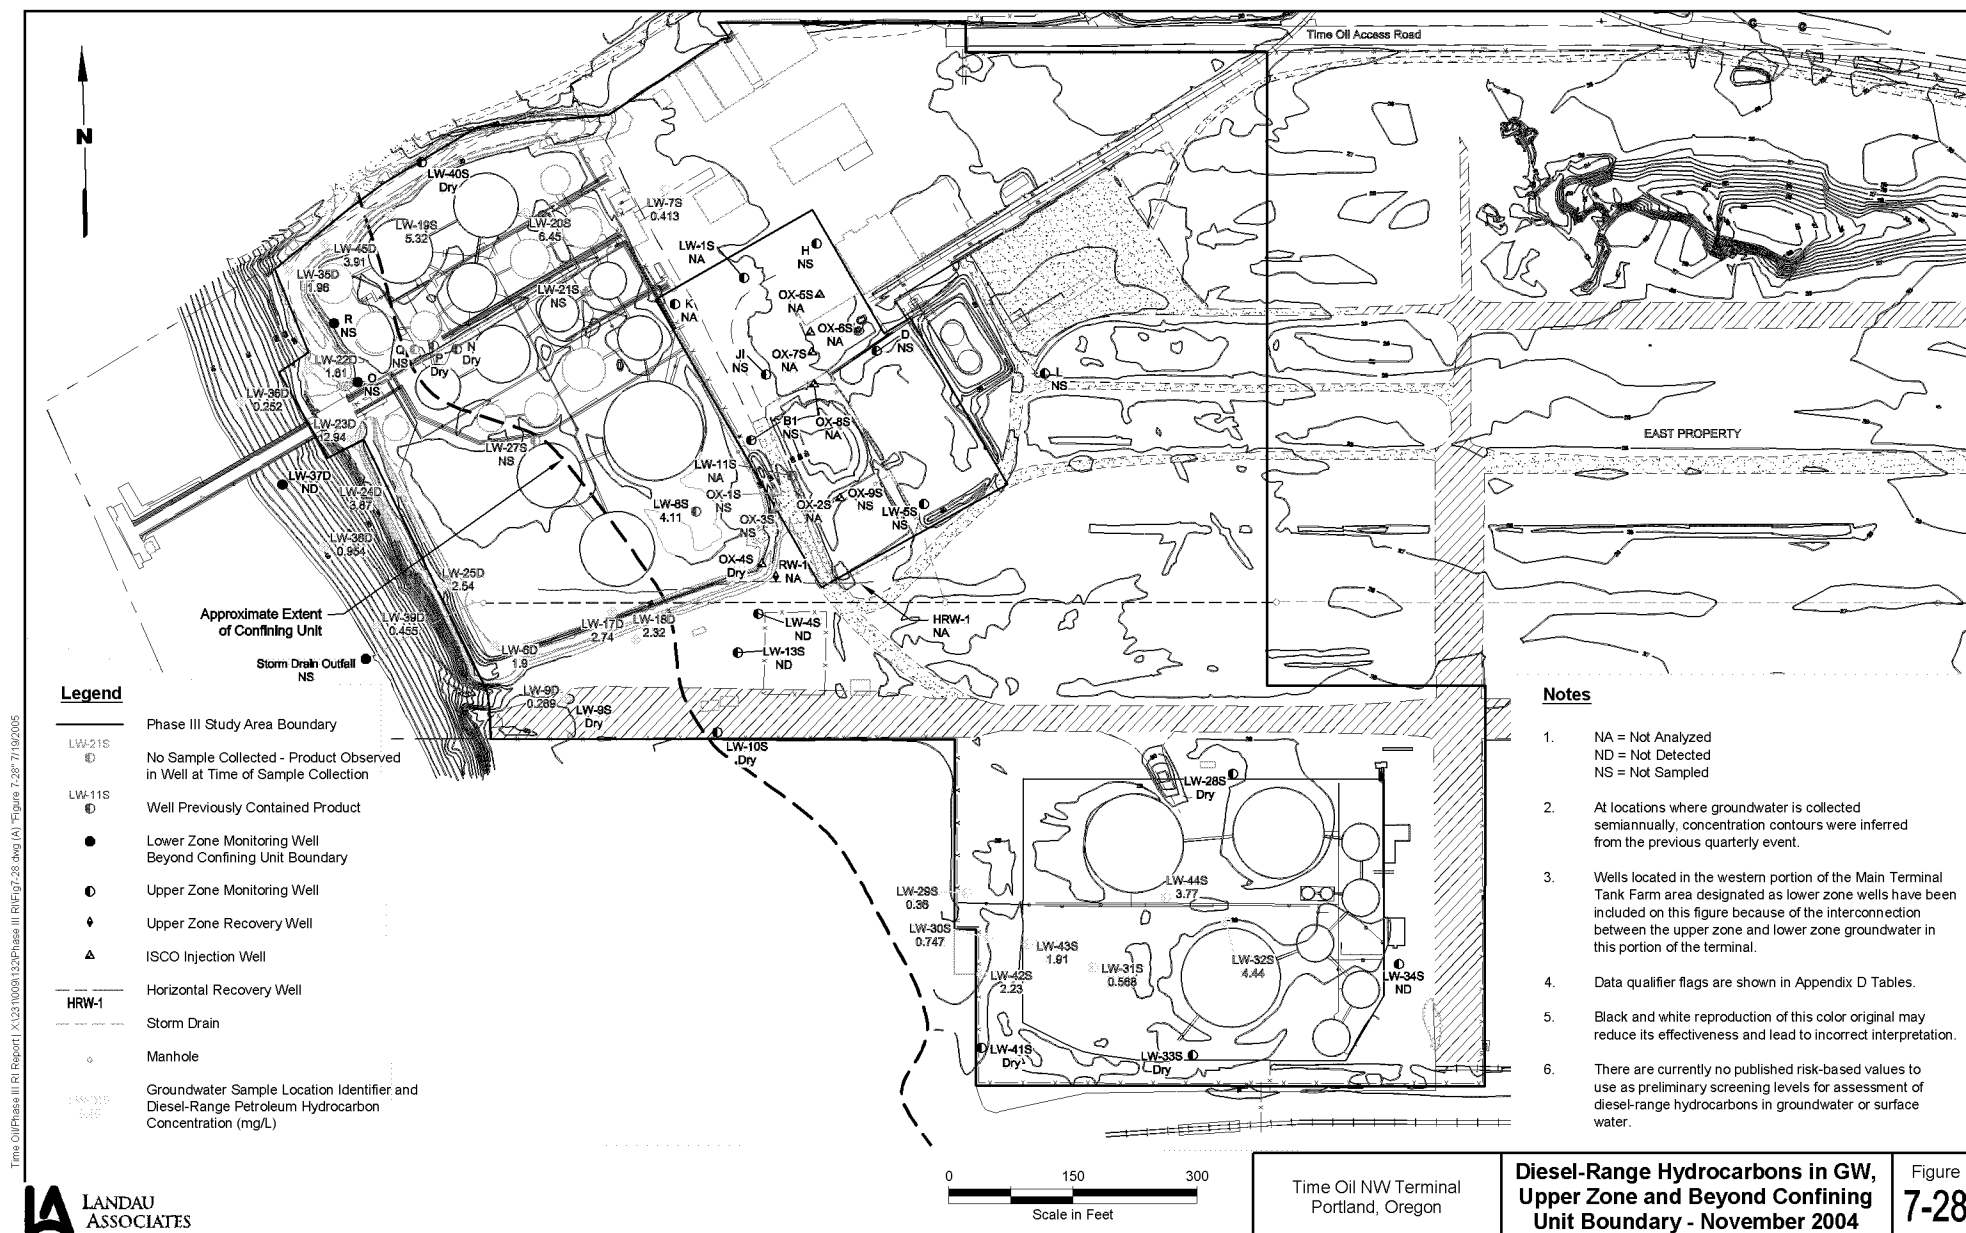 Time Oil Access Road
N
LW-40S
Dry
LW-19S
5.32
LW-20S
6.45
LW-7S
0.413
LW-45D
3.91
LW-35D
1.96
LW-1S
NA
H
NS
LW-21S
NS
OX-5S
NA
K
NA
R
NS
OX-6S
NA
D
NS
Q
NS
P
Dry
N
Dry
OX-7S
NA
JI
NS
LW-22D
1.81
O
NS
L
NS
LW-36D
0.252
LW-23D
2.94
B1
NS
OX-8S
NA
EAST PROPERTY
LW-27S
NS
LW-11S
NA
LW-37D
ND
LW-24D
3.87
OX-1S
NS
LW-8S
4.11
OX-2S
NA
OX-9S
NS
LW-5S
NS
OX-3S
NS
LW-38D
0.954
OX-4S
Dry
RW-1
NA
LW-25D
2.54
Approximate Extent
of Confining Unit
LW-39D
0.455
LW-17D
2.74
LW-18D
2.32
LW-4S
ND
HRW-1
NA
LW-6D
1.9
LW-13S
ND
Storm Drain Outfall
NS
LW-9D
0.269
LW-9S
Dry
LW-10S
Dry
LW-28S
Dry
LW-29S
0.36
LW-44S
3.77
LW-30S
0.747
LW-43S
1.91
LW-42S
2.23
LW-31S
0.568
LW-32S
4.44
LW-34S
ND
LW-41S
Dry
LW-33S
Dry
Legend
Phase III Study Area Boundary
LW-21S
No Sample Collected - Product Observed
in Well at Time of Sample Collection
LW-11S
Well Previously Contained Product
Lower Zone Monitoring Well
Beyond Confining Unit Boundary
Upper Zone Monitoring Well
Upper Zone Recovery Well
ISCO Injection Well
Horizontal Recovery Well
HRW-1
Storm Drain
Manhole
Groundwater Sample Location Identifier and
Diesel-Range Petroleum Hydrocarbon
Concentration (mg/L)
Notes
1. NA = Not Analyzed
ND = Not Detected
NS = Not Sampled
2. At locations where groundwater is collected
semiannually, concentration contours were inferred
from the previous quarterly event.
3. Wells located in the western portion of the Main Terminal
Tank Farm area designated as lower zone wells have been
included on this figure because of the interconnection
between the upper zone and lower zone groundwater in
this portion of the terminal.
4. Data qualifier flags are shown in Appendix D Tables.
5. Black and white reproduction of this color original may
reduce its effectiveness and lead to incorrect interpretation.
6. There are currently no published risk-based values to
use as preliminary screening levels for assessment of
diesel-range hydrocarbons in groundwater or surface
water.
LA
LANDAU
ASSOCIATES
0 150 300
Scale in Feet
Time Oil NW Terminal
Portland, Oregon
Diesel-Range Hydrocarbons in GW,
Upper Zone and Beyond Confining
Unit Boundary - November 2004
Figure
7-28